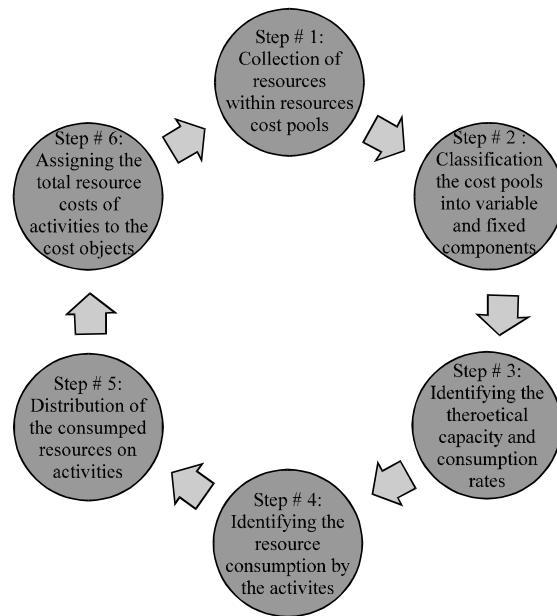 Step # 1:
Collection of
resources
within resources
cost pools
Step # 2 :
Classification
the cost pools
into variable
and fixed
components
Step # 3:
Identifying the
theroetical
capacity and
consumption
rates
Step # 4:
Identifying the
resource
consumption by
the activites
Step # 5:
Distribution of
the consumped
resources on
activities
Step # 6:
Assigning the
total resource
costs of
activities to the
cost objects